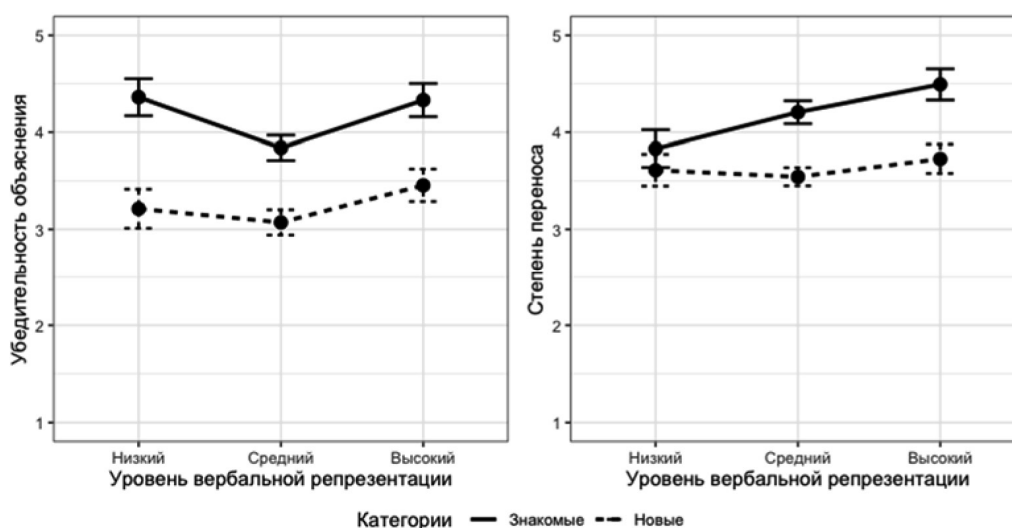 Убедительность объяснения
5
4
3
2
1
Низкий Средний Высокий
Уровень вербальной репрезентации
Степень переноса
5
4
3
2
1
Низкий Средний Высокий
Уровень вербальной репрезентации
Категории Знакомые Новые